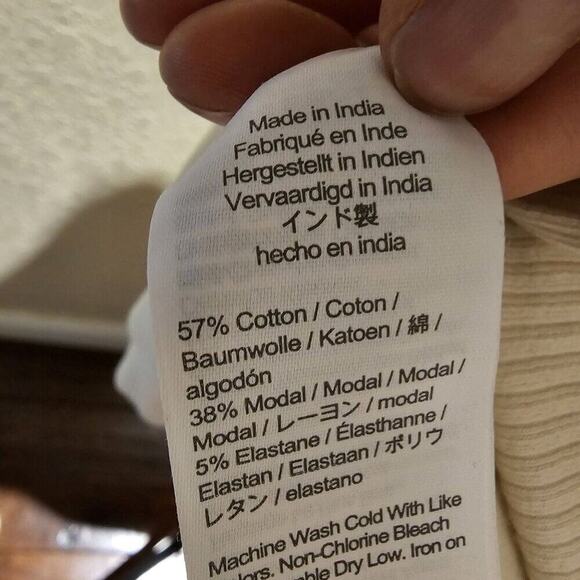 Made in India
Fabriqué en Inde
Hergestellt in Indien
Vervaardigd in India
インド製
hecho en india
57% Cotton / Coton /
Baumwolle / Katoen / 綿 /
algodón
38% Modal / Modal / Modal /
Modal / レーヨン / modal
5% Elastane / Élasthanne /
Elastan / Elastaan / ポリウ
レタン / elastano
Machine Wash Cold With Like
Non-Chlorine Bleach
Dry Low. Iron on